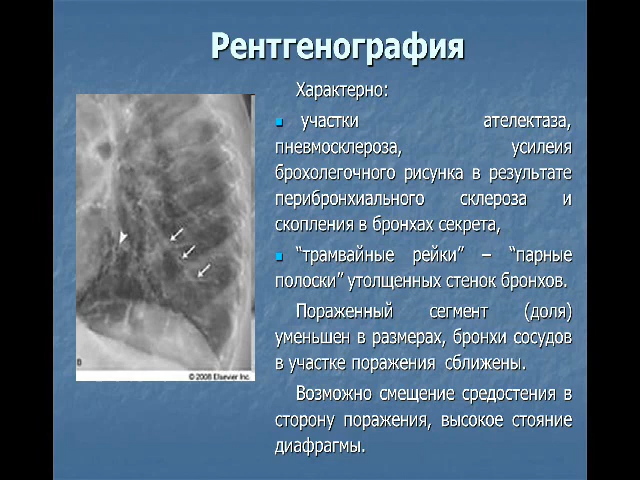 Рентгенография
Характерно:
участки ателектаза,
пневмосклероза, усилеия
брохолегочного рисунка в результате
перибронхиального склероза и
скопления в бронхах секрета,
“трамвайные рейки” – “парные
полоски” утолщенных стенок бронхов.
Пораженный сегмент (доля)
уменьшен в размерах, бронхи сосудов
в участке поражения сближены.
Возможно смещение средостения в
сторону поражения, высокое стояние
диафрагмы.
B
© 2008 Elsevier Inc.